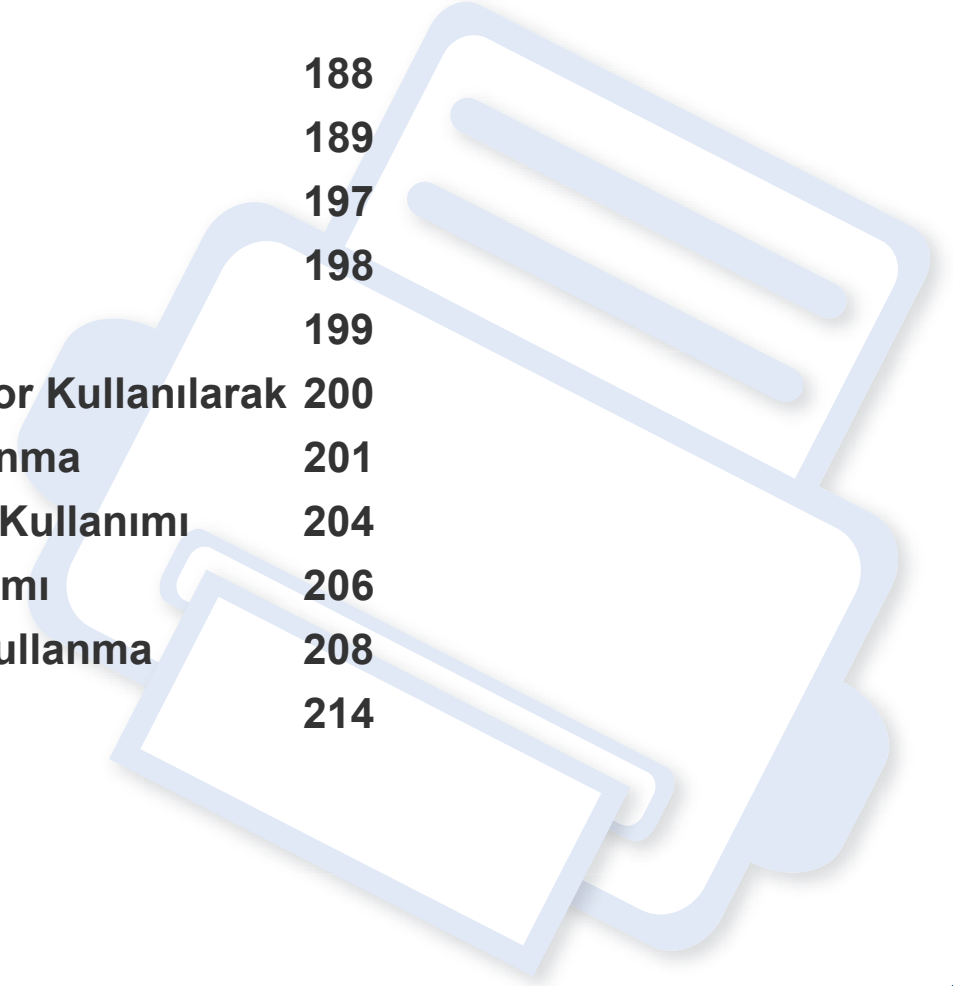 188
189
197
198
199
or Kullanılarak 200
nma 201
Kullanımı 204
mı 206
ullanma 208
214